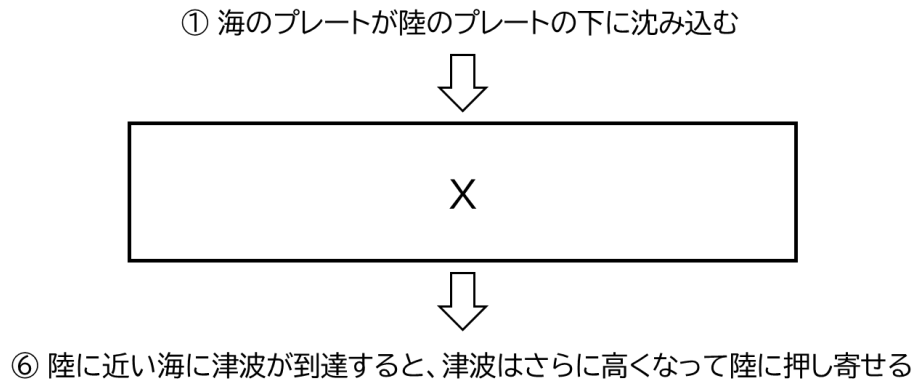 ① 海のプレートが陸のプレートの下に沈み込む
X
⑥ 陸に近い海に津波が到達すると、津波はさらに高くなって陸に押し寄せる